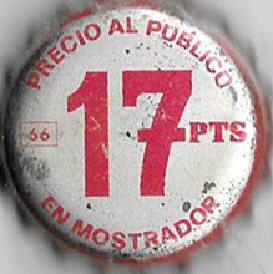 PRECIO AL PUBLICO
17 PTS
66
EN MOSTRADOR